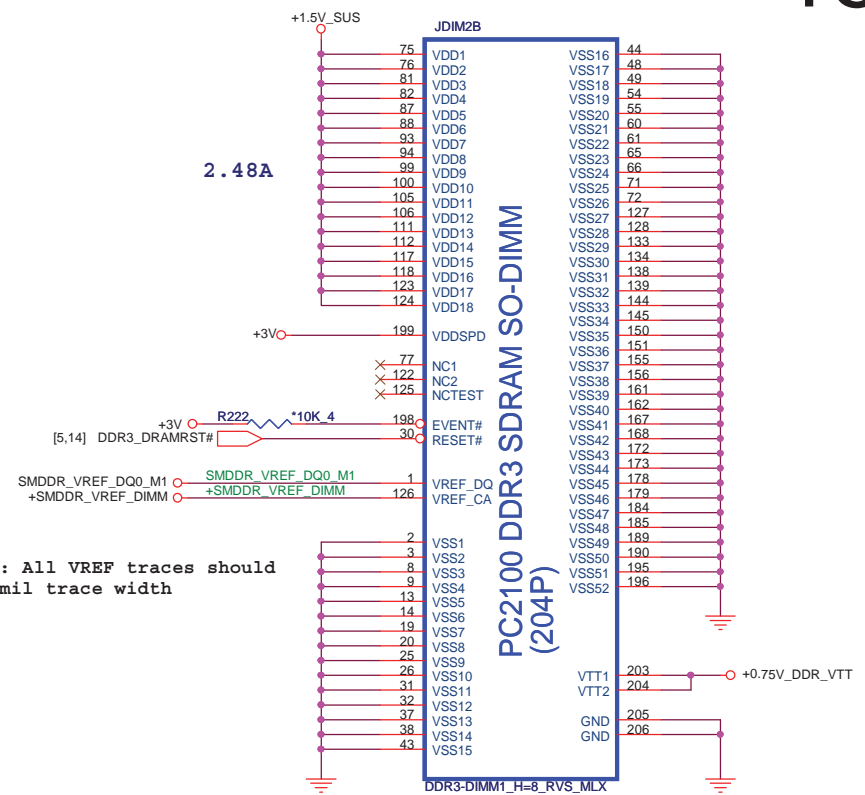 +1.5V_SUS
JDIM2B
2.48A
75 VDD1
76 VDD2
81 VDD3
82 VDD4
87 VDD5
88 VDD6
93 VDD7
94 VDD8
99 VDD9
100 VDD10
105 VDD11
106 VDD12
111 VDD13
112 VDD14
117 VDD15
118 VDD16
123 VDD17
124 VDD18
+3V 199 VDDSPD
77 NC1
122 NC2
125 NCTEST
+3V R222 *10K_4 198 EVENT#
[5,14] DDR3_DRAMRST# 30 RESET#
SMDDR_VREF_DQ0_M1 SMDDR_VREF_DQ0_M1 1 VREF_DQ
+SMDDR_VREF_DIMM +SMDDR_VREF_DIMM 126 VREF_CA
: All VREF traces should
mil trace width
2 VSS1
3 VSS2
8 VSS3
9 VSS4
13 VSS5
14 VSS6
19 VSS7
20 VSS8
25 VSS9
26 VSS10
31 VSS11
32 VSS12
37 VSS13
38 VSS14
43 VSS15
PC2100 DDR3 SDRAM SO-DIMM
(204P)
VSS16 44
VSS17 48
VSS18 49
VSS19 54
VSS20 55
VSS21 60
VSS22 61
VSS23 65
VSS24 66
VSS25 71
VSS26 72
VSS27 127
VSS28 128
VSS29 133
VSS30 134
VSS31 138
VSS32 139
VSS33 144
VSS34 145
VSS35 150
VSS36 151
VSS37 155
VSS38 156
VSS39 161
VSS40 162
VSS41 167
VSS42 168
VSS43 172
VSS44 173
VSS45 178
VSS46 179
VSS47 184
VSS48 185
VSS49 189
VSS50 190
VSS51 195
VSS52 196
VTT1 203
VTT2 204
+0.75V_DDR_VTT
GND 205
GND 206
DDR3-DIMM1_H=8_RVS_MLX